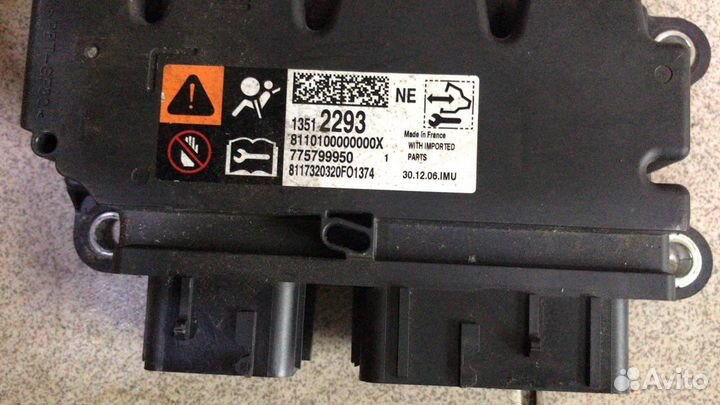 NE
1351 2293
8110100000000X
775799950 1
8117320320FO1374
Made in France
WITH IMPORTED
PARTS
30.12.06.IMU
Avito